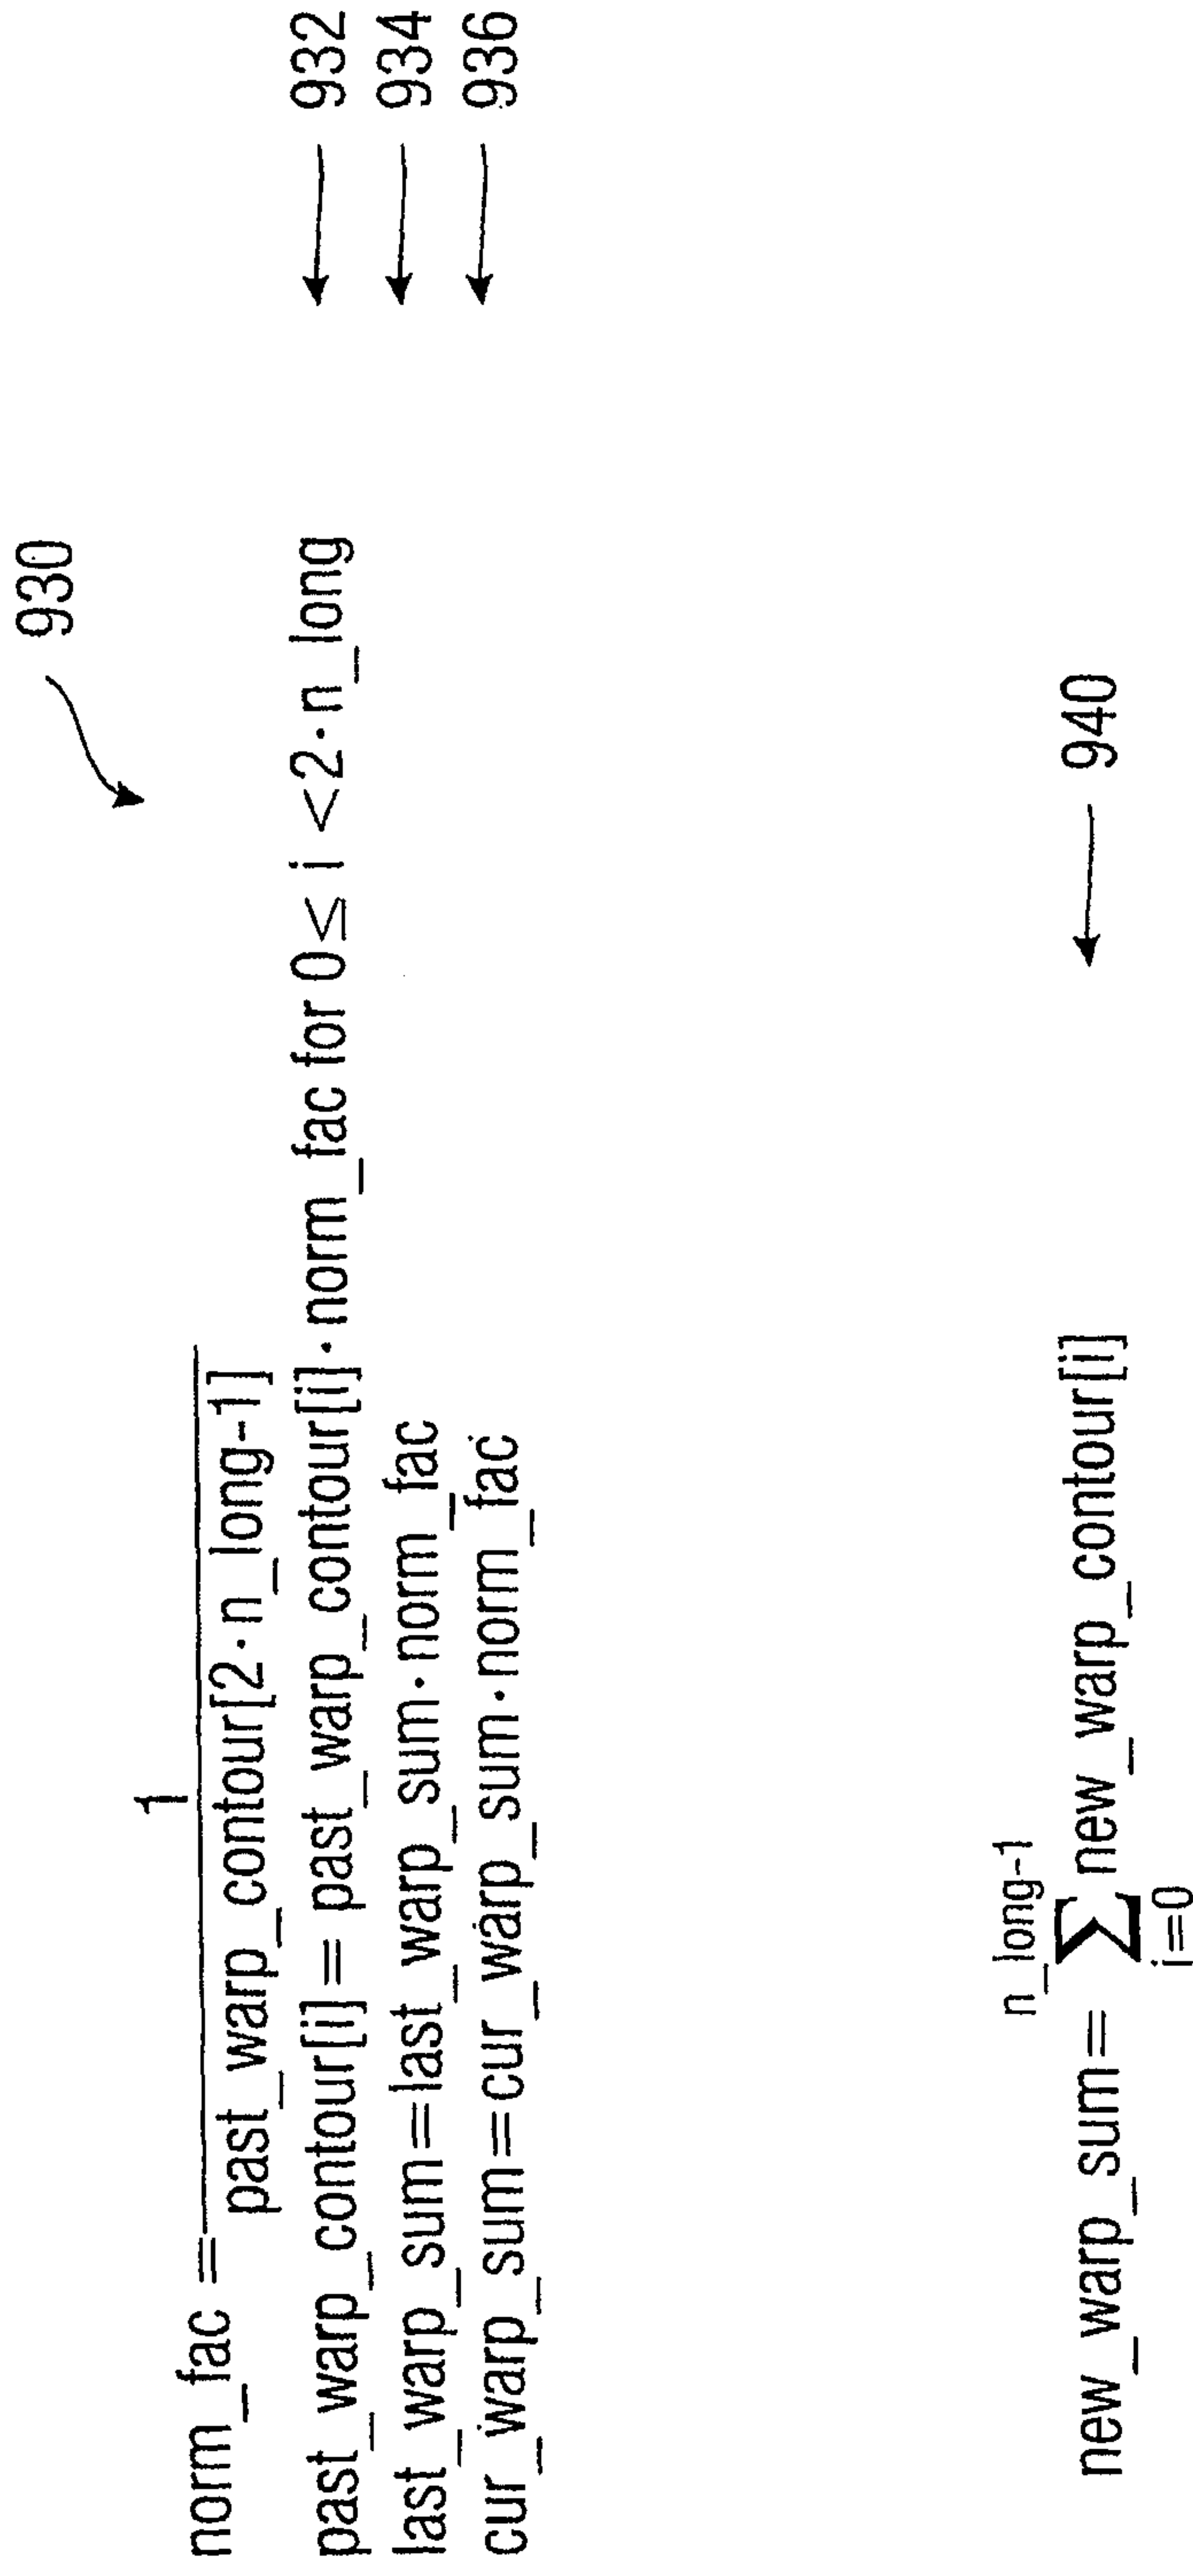 930
norm_fac = 1 / past_warp_contour[2·n_long-1]
past_warp_contour[i] = past_warp_contour[i]·norm_fac for 0 ≤ i <2·n_long 932
last_warp_sum=last_warp_sum·norm_fac 934
cur_warp_sum=cur_warp_sum·norm_fac 936
n_long-1
new_warp_sum= ∑ new_warp_contour[i] 940
i=0